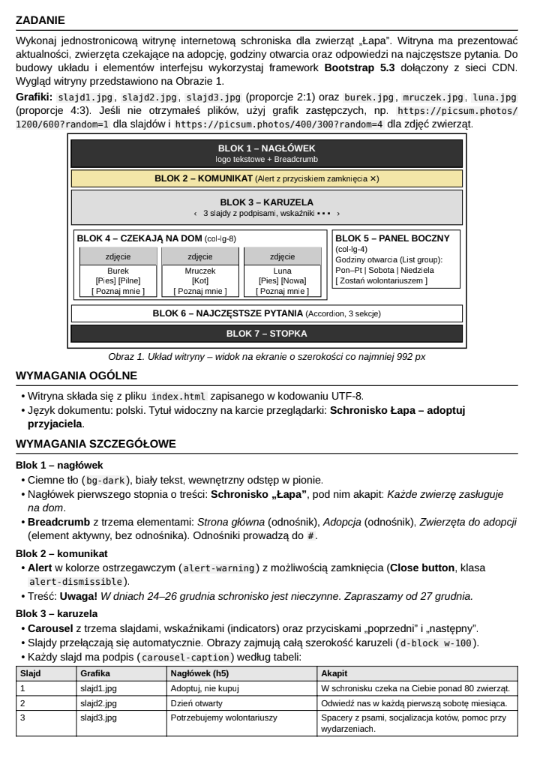 ZADANIE
Wykonaj jednostronicową witrynę internetową schroniska dla zwierząt „Łapa”. Witryna ma prezentować
aktualności, zwierzęta czekające na adopcję, godziny otwarcia oraz odpowiedzi na najczęstsze pytania. Do
budowy układu i elementów interfejsu wykorzystaj framework Bootstrap 5.3 dołączony z sieci CDN.
Wygląd witryny przedstawiono na Obrazie 1.
Grafiki: slajd1.jpg, slajd2.jpg, slajd3.jpg (proporcje 2:1) oraz burek.jpg, mruczek.jpg, luna.jpg
(proporcje 4:3). Jeśli nie otrzymałeś plików, użyj grafik zastępczych, np. https://picsum.photos/
1200/600?random=1 dla slajdów i https://picsum.photos/400/300?random=4 dla zdjęć zwierząt.
BLOK 1 – NAGŁÓWEK
logo tekstowe + Breadcrumb
BLOK 2 – KOMUNIKAT (Alert z przyciskiem zamknięcia ✕)
BLOK 3 – KARUZELA
‹ 3 slajdy z podpisami, wskaźniki • • • ›
BLOK 4 – CZEKAJĄ NA DOM (col-lg-8)
zdjęcie zdjęcie zdjęcie
Burek Mruczek Luna
[Pies] [Pilne] [Kot] [Pies] [Nowa]
[ Poznaj mnie ] [ Poznaj mnie ] [ Poznaj mnie ]
BLOK 5 – PANEL BOCZNY
(col-lg-4)
Godziny otwarcia (List group):
Pon–Pt | Sobota | Niedziela
[ Zostań wolontariuszem ]
BLOK 6 – NAJCZĘSTSZE PYTANIA (Accordion, 3 sekcje)
BLOK 7 – STOPKA
Obraz 1. Układ witryny – widok na ekranie o szerokości co najmniej 992 px
WYMAGANIA OGÓLNE
• Witryna składa się z pliku index.html zapisanego w kodowaniu UTF-8.
• Język dokumentu: polski. Tytuł widoczny na karcie przeglądarki: Schronisko Łapa – adoptuj
przyjaciela.
WYMAGANIA SZCZEGÓŁOWE
Blok 1 – nagłówek
• Ciemne tło (bg-dark), biały tekst, wewnętrzny odstęp w pionie.
• Nagłówek pierwszego stopnia o treści: Schronisko „Łapa”, pod nim akapit: Każde zwierzę zasługuje
na dom.
• Breadcrumb z trzema elementami: Strona główna (odnośnik), Adopcja (odnośnik), Zwierzęta do adopcji
(element aktywny, bez odnośnika). Odnośniki prowadzą do #.
Blok 2 – komunikat
• Alert w kolorze ostrzegawczym (alert-warning) z możliwością zamknięcia (Close button, klasa
alert-dismissible).
• Treść: Uwaga! W dniach 24–26 grudnia schronisko jest nieczynne. Zapraszamy od 27 grudnia.
Blok 3 – karuzela
• Carousel z trzema slajdami, wskaźnikami (indicators) oraz przyciskami „poprzedni” i „następny”.
• Slajdy przełączają się automatycznie. Obrazy zajmują całą szerokość karuzeli (d-block w-100).
• Każdy slajd ma podpis (carousel-caption) według tabeli:
Slajd Grafika Nagłówek (h5) Akapit
1 slajd1.jpg Adoptuj, nie kupuj W schronisku czeka na Ciebie ponad 80 zwierząt.
2 slajd2.jpg Dzień otwarty Odwiedź nas w każdą pierwszą sobotę miesiąca.
3 slajd3.jpg Potrzebujemy wolontariuszy Spacery z psami, socjalizacja kotów, pomoc przy
wydarzeniach.